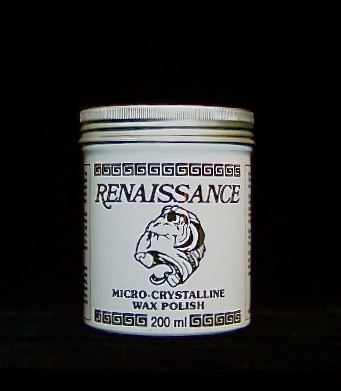 RENAISSANCE
MICRO-CRYSTALLINE
WAX POLISH
200 ml